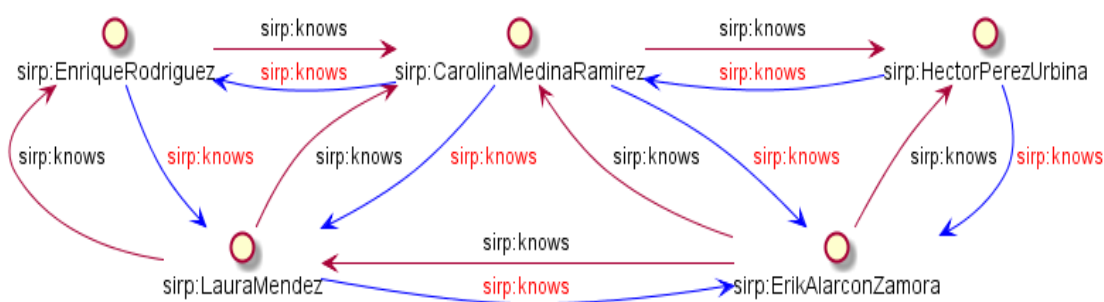 sirp:knows
sirp:knows
sirp:EnriqueRodriguez
sirp:knows
sirp:CarolinaMedinaRamirez
sirp:knows
sirp:HectorPerezUrbina
sirp:knows
sirp:knows
sirp:knows
sirp:knows
sirp:knows
sirp:knows
sirp:knows
sirp:knows
sirp:knows
sirp:LauraMendez
sirp:knows
sirp:ErikAlarconZamora